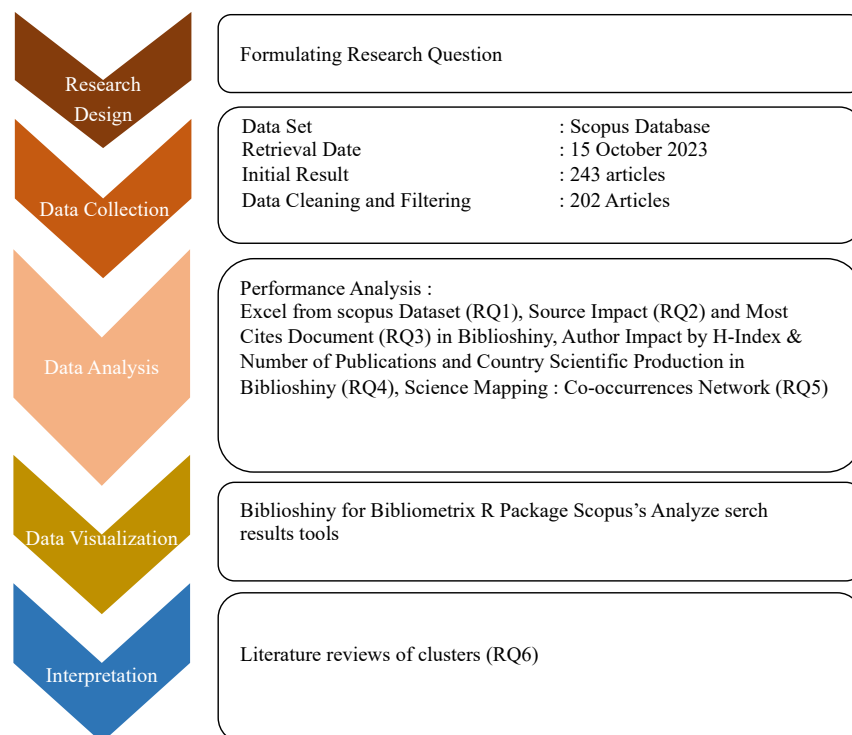 Research
Design
Formulating Research Question
Data Collection
Data Set : Scopus Database
Retrieval Date : 15 October 2023
Initial Result : 243 articles
Data Cleaning and Filtering : 202 Articles
Data Analysis
Performance Analysis :
Excel from scopus Dataset (RQ1), Source Impact (RQ2) and Most
Cites Document (RQ3) in Biblioshiny, Author Impact by H-Index &
Number of Publications and Country Scientific Production in
Biblioshiny (RQ4), Science Mapping : Co-occurrences Network (RQ5)
Data Visualization
Biblioshiny for Bibliometrix R Package Scopus’s Analyze serch
results tools
Interpretation
Literature reviews of clusters (RQ6)